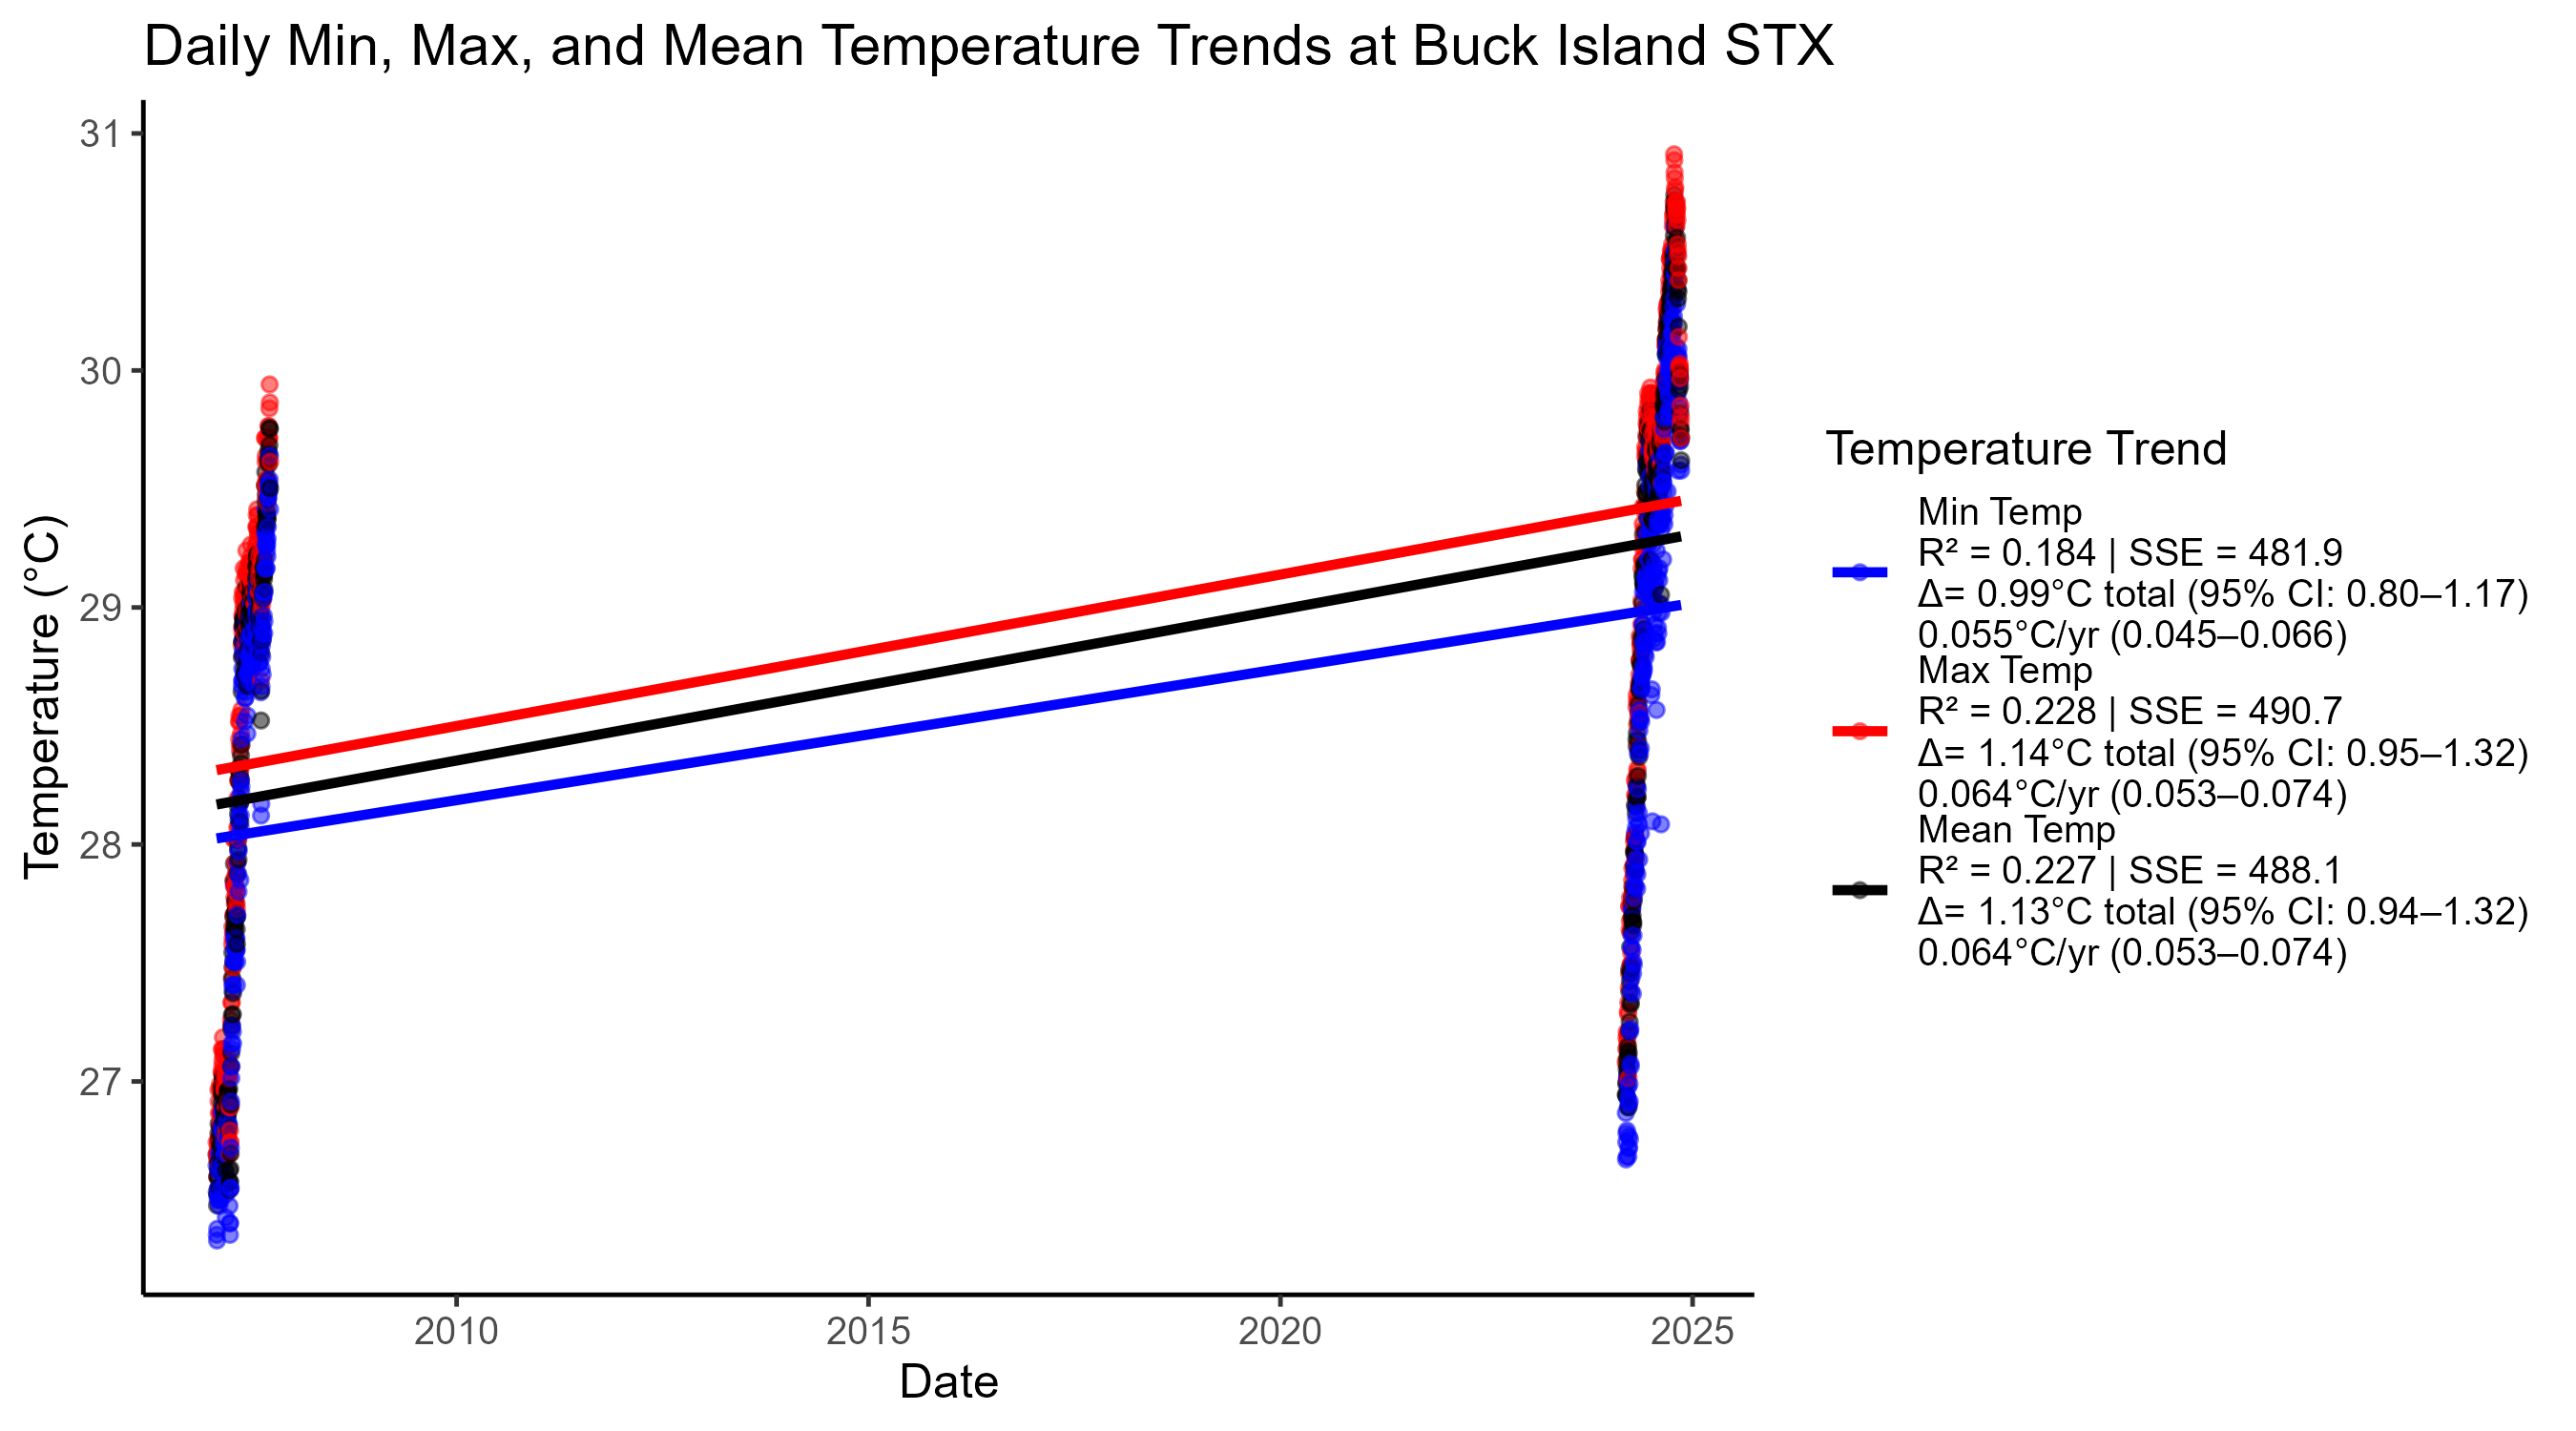 Daily Min, Max, and Mean Temperature Trends at Buck Island STX
31
30
29
28
27
Temperature (°C)
2010
2015
2020
2025
Date
Temperature Trend
Min Temp
R² = 0.184 | SSE = 481.9
Δ= 0.99°C total (95% CI: 0.80–1.17)
0.055°C/yr (0.045–0.066)
Max Temp
R² = 0.228 | SSE = 490.7
Δ= 1.14°C total (95% CI: 0.95–1.32)
0.064°C/yr (0.053–0.074)
Mean Temp
R² = 0.227 | SSE = 488.1
Δ= 1.13°C total (95% CI: 0.94–1.32)
0.064°C/yr (0.053–0.074)